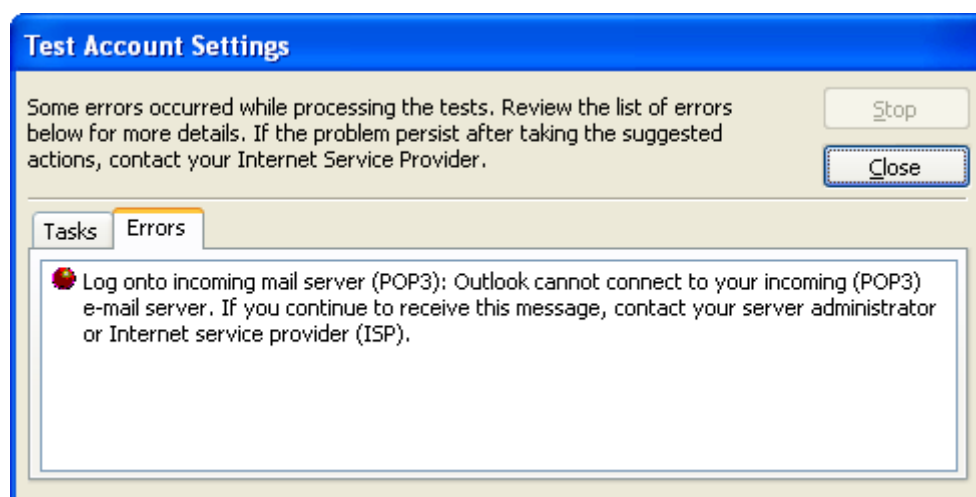 Test Account Settings
Some errors occurred while processing the tests. Review the list of errors
below for more details. If the problem persist after taking the suggested
actions, contact your Internet Service Provider.
Stop
Close
Tasks
Errors
Log onto incoming mail server (POP3): Outlook cannot connect to your incoming (POP3)
e-mail server. If you continue to receive this message, contact your server administrator
or Internet service provider (ISP).